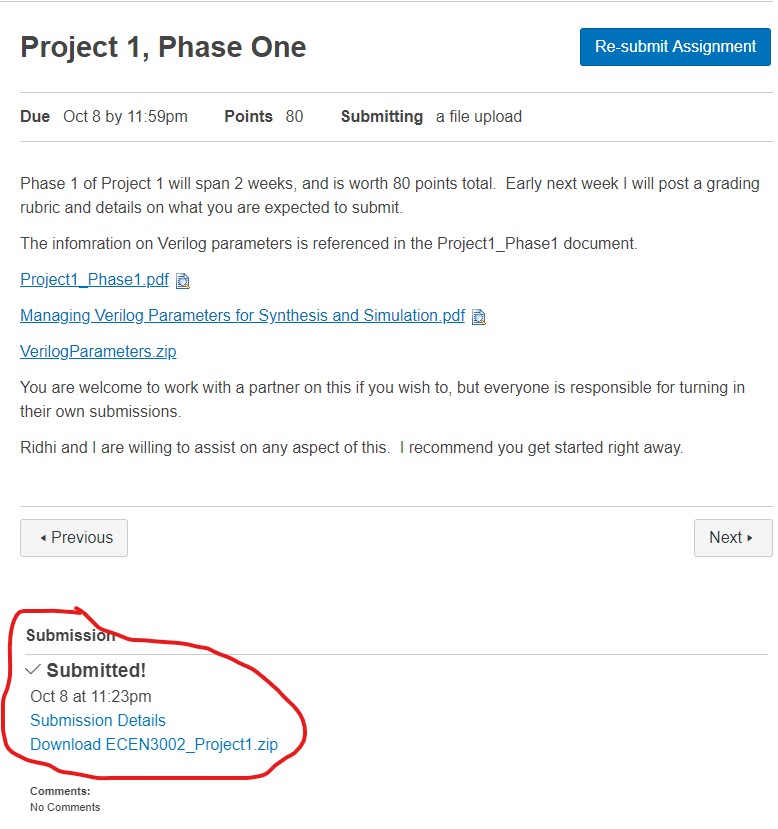 Project 1, Phase One
Re-submit Assignment
Due Oct 8 by 11:59pm Points 80 Submitting a file upload
Phase 1 of Project 1 will span 2 weeks, and is worth 80 points total. Early next week I will post a grading
rubric and details on what you are expected to submit.
The infomration on Verilog parameters is referenced in the Project1_Phase1 document.
Project1_Phase1.pdf
Managing Verilog Parameters for Synthesis and Simulation.pdf
VerilogParameters.zip
You are welcome to work with a partner on this if you wish to, but everyone is responsible for turning in
their own submissions.
Ridhi and I are willing to assist on any aspect of this. I recommend you get started right away.
Previous
Next
Submission
Submitted!
Oct 8 at 11:23pm
Submission Details
Download ECEN3002_Project1.zip
Comments:
No Comments